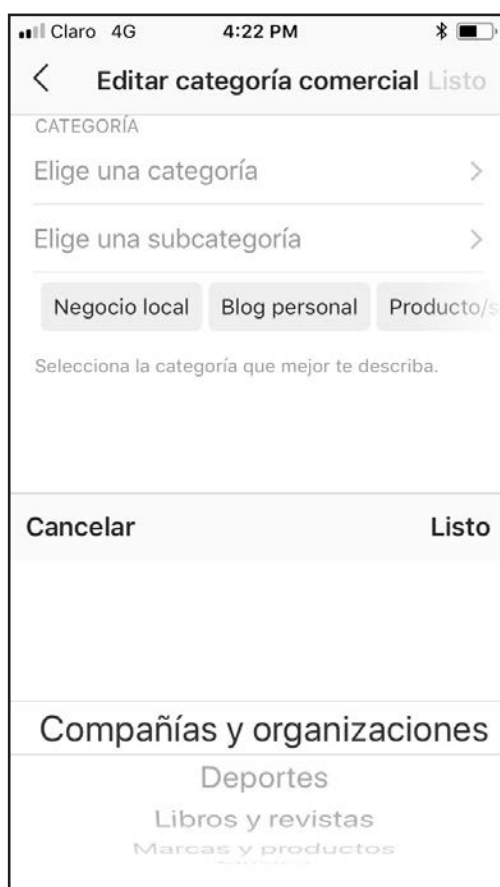 Claro 4G 4:22 PM
Editar categoría comercial Listo
CATEGORÍA
Elige una categoría
Elige una subcategoría
Negocio local Blog personal Producto/s
Selecciona la categoría que mejor te describa.
Cancelar Listo
Compañías y organizaciones
Deportes
Libros y revistas
Marcas y productos